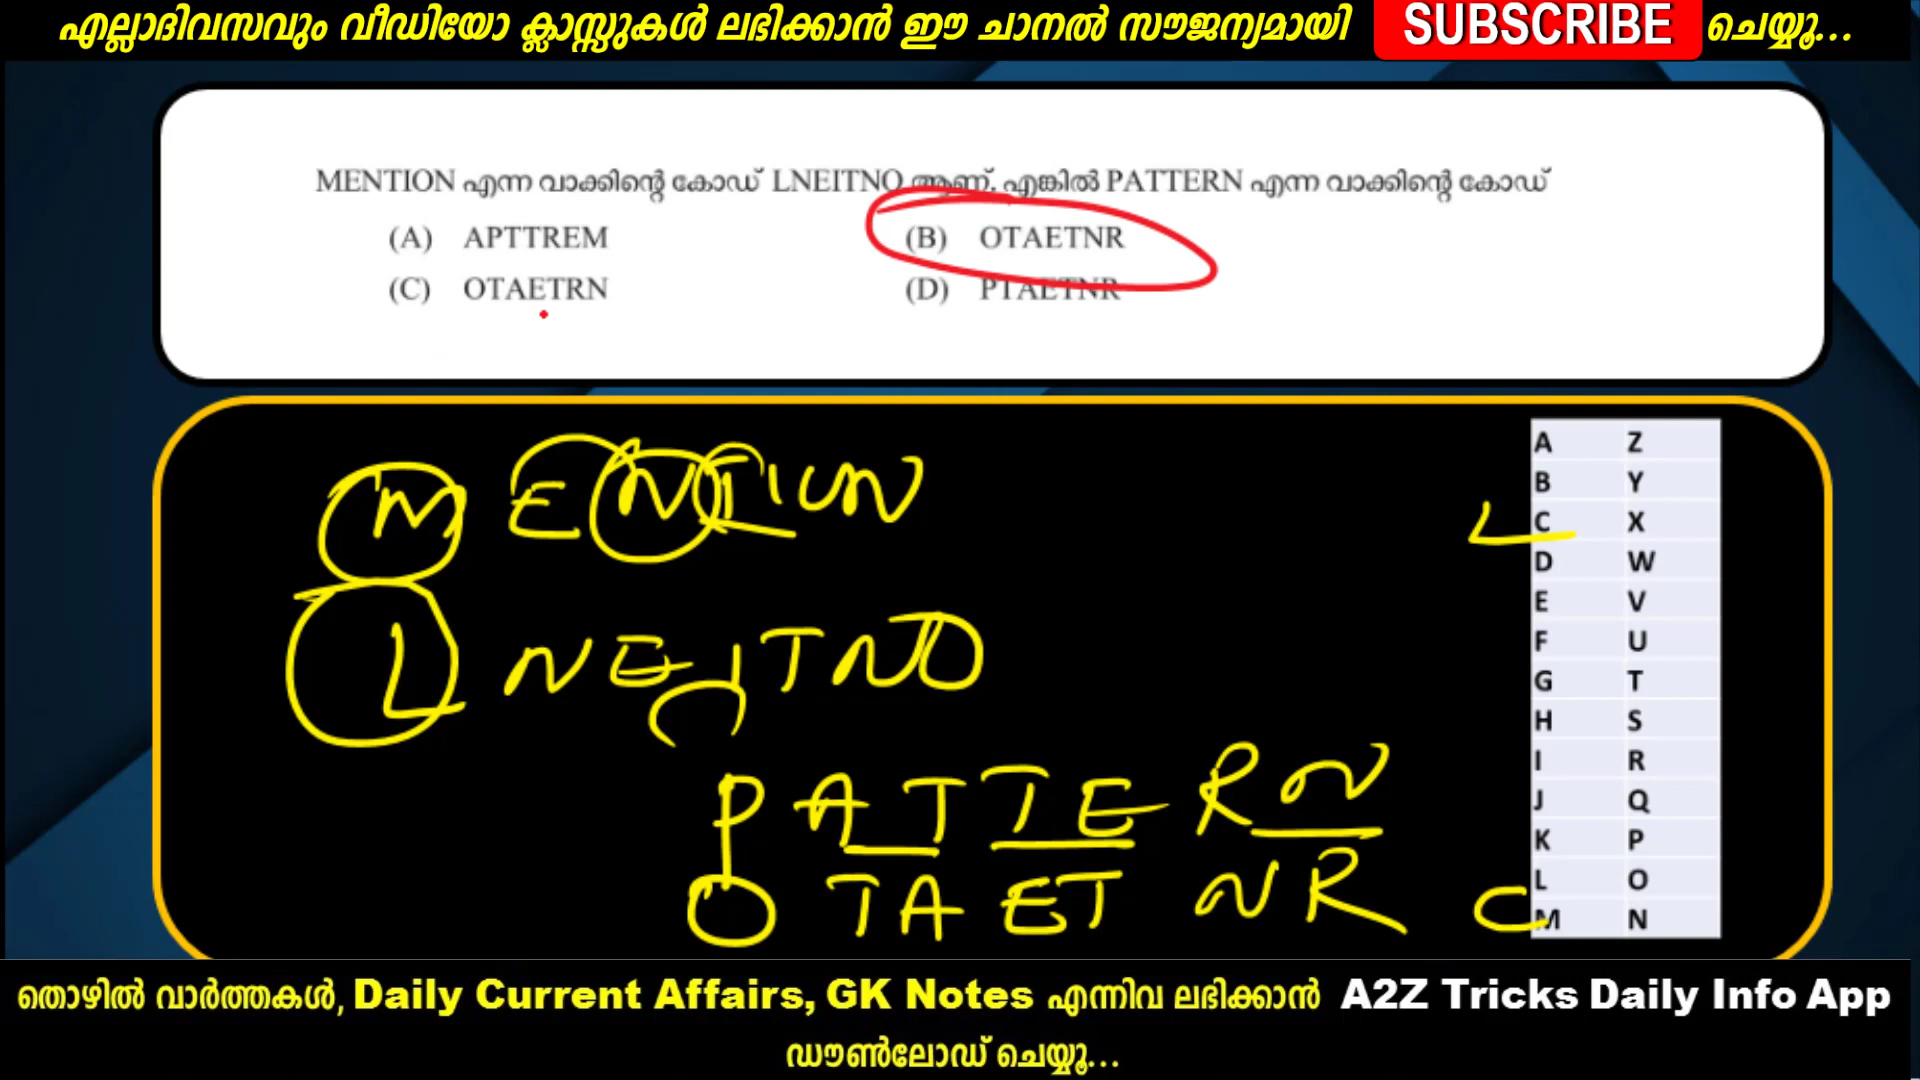 എല്ലാദിവസവും വീഡിയോ ക്ലാസ്സുകൾ ലഭിക്കാൻ ഈ ചാനൽ സൗജന്യമായി SUBSCRIBE ചെയ്യൂ...
MENTION എന്ന വാക്കിന്റെ കോഡ് LNEITNO ആണ്. എങ്കിൽ PATTERN എന്ന വാക്കിന്റെ കോഡ്
(A) APTTREM (B) OTAETNR
(C) OTAETRN (D) PTAETNR
MENTION
LNEITNO
PATTERN
OTAETNR
A Z
B Y
L C X
D W
E V
F U
G T
H S
I R
J Q
K P
L O
C M N
തൊഴിൽ വാർത്തകൾ, Daily Current Affairs, GK Notes എന്നിവ ലഭിക്കാൻ A2Z Tricks Daily Info App
ഡൗൺലോഡ് ചെയ്യൂ...